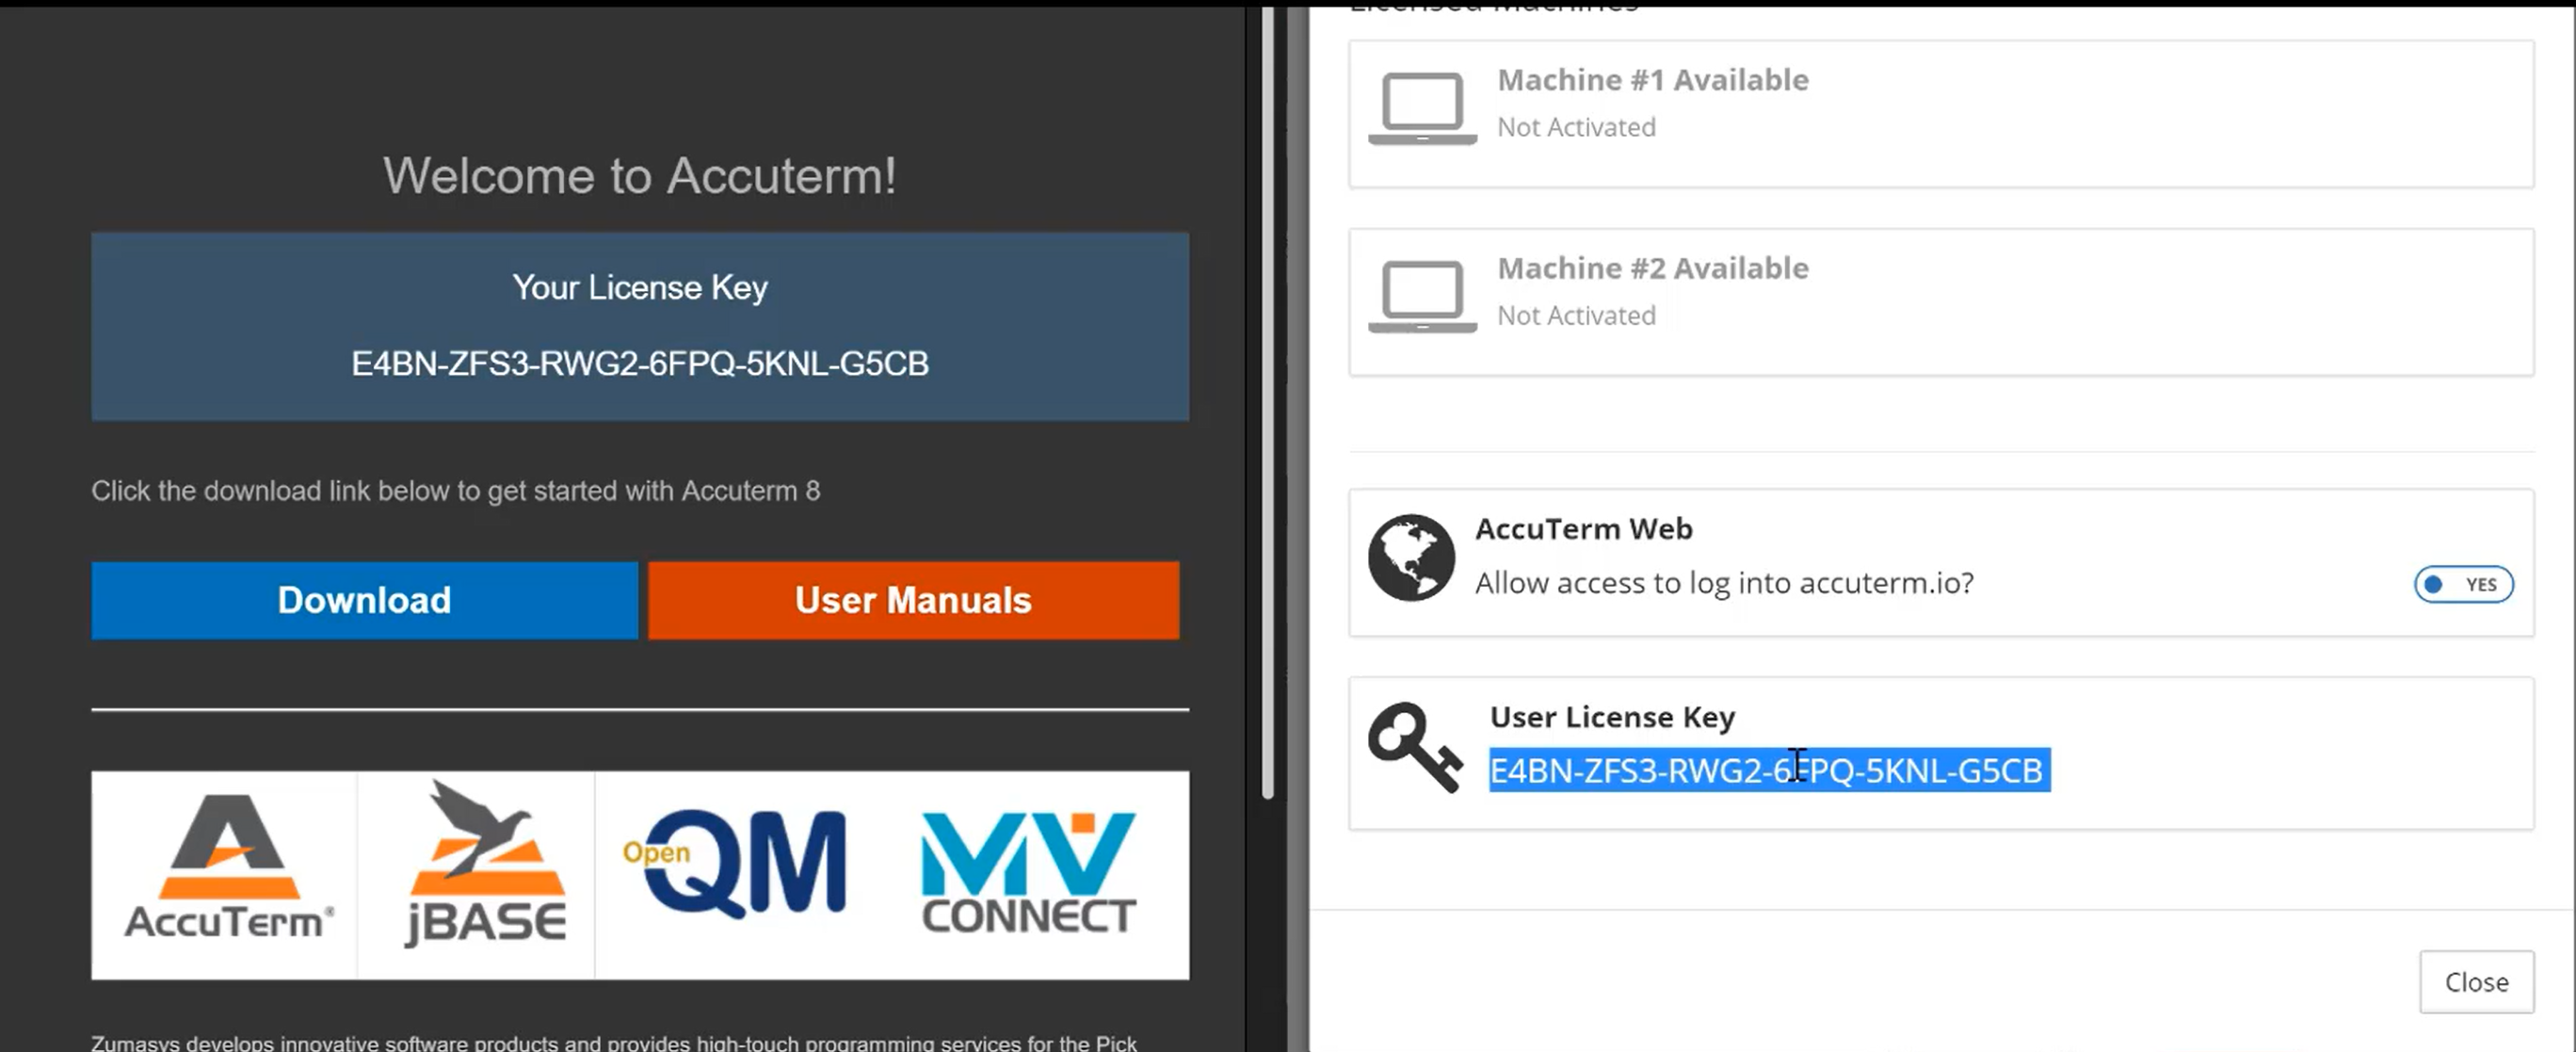 Welcome to Accuterm!
Your License Key
E4BN-ZFS3-RWG2-6FPQ-5KNL-G5CB
Click the download link below to get started with Accuterm 8
Download
User Manuals
AccuTerm®
jBASE
Open QM
MV CONNECT
Zumasys develops innovative software products and provides high-touch programming services for the Pick
Licensed Machines
Machine #1 Available
Not Activated
Machine #2 Available
Not Activated
AccuTerm Web
Allow access to log into accuterm.io?
YES
User License Key
E4BN-ZFS3-RWG2-6FPQ-5KNL-G5CB
Close